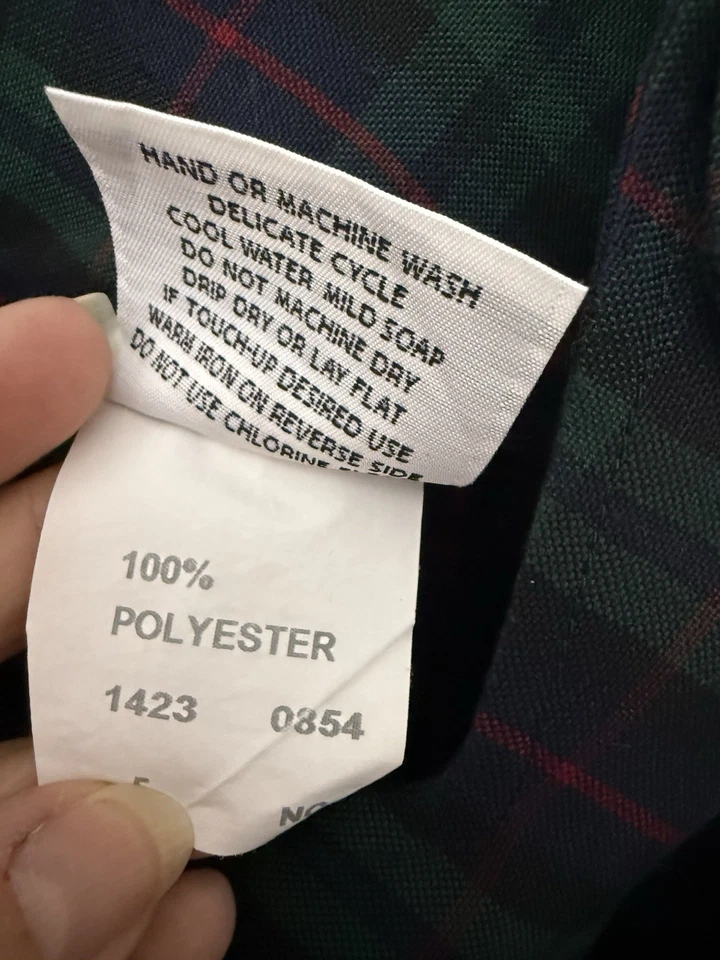 HAND OR MACHINE WASH
DELICATE CYCLE
COOL WATER MILD SOAP
DO NOT MACHINE DRY
DRIP DRY OR LAY FLAT
IF TOUCH-UP DESIRED USE
WARM IRON ON REVERSE SIDE
DO NOT USE CHLORINE
100%
POLYESTER
1423 0854